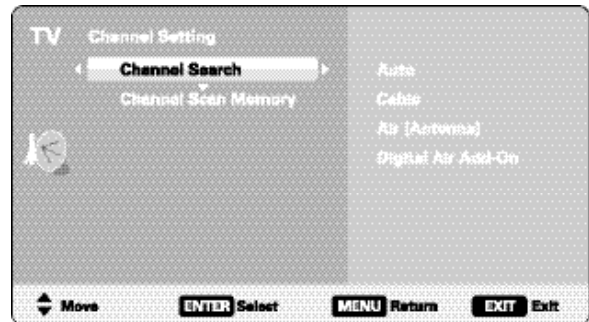 TV Channel Setting
Channel Search
Channel Scan Memory
Auto
Cable
Air [Antenna]
Digital Air Add-On
Move ENTER Select MENU Return EXIT Exit